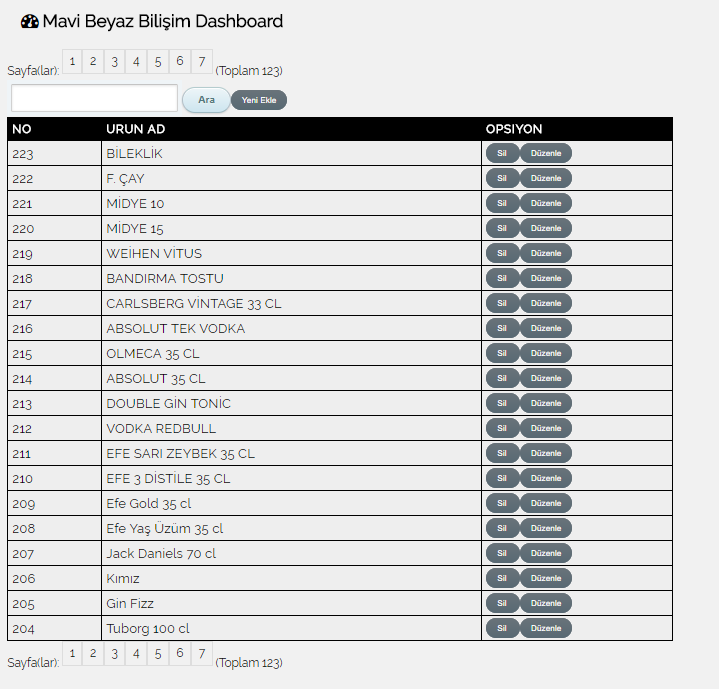 Mavi Beyaz Bilişim Dashboard
Sayfa(lar): 1 2 3 4 5 6 7 (Toplam 123)
Ara Yeni Ekle
NO URUN AD OPSIYON
223 BİLEKLİK Sil Düzenle
222 F. ÇAY Sil Düzenle
221 MİDYE 10 Sil Düzenle
220 MİDYE 15 Sil Düzenle
219 WEİHEN VİTUS Sil Düzenle
218 BANDIRMA TOSTU Sil Düzenle
217 CARLSBERG VİNTAGE 33 CL Sil Düzenle
216 ABSOLUT TEK VODKA Sil Düzenle
215 OLMECA 35 CL Sil Düzenle
214 ABSOLUT 35 CL Sil Düzenle
213 DOUBLE GİN TONİC Sil Düzenle
212 VODKA REDBULL Sil Düzenle
211 EFE SARI ZEYBEK 35 CL Sil Düzenle
210 EFE 3 DİSTİLE 35 CL Sil Düzenle
209 Efe Gold 35 cl Sil Düzenle
208 Efe Yaş Üzüm 35 cl Sil Düzenle
207 Jack Daniels 70 cl Sil Düzenle
206 Kımız Sil Düzenle
205 Gin Fizz Sil Düzenle
204 Tuborg 100 cl Sil Düzenle
Sayfa(lar): 1 2 3 4 5 6 7 (Toplam 123)